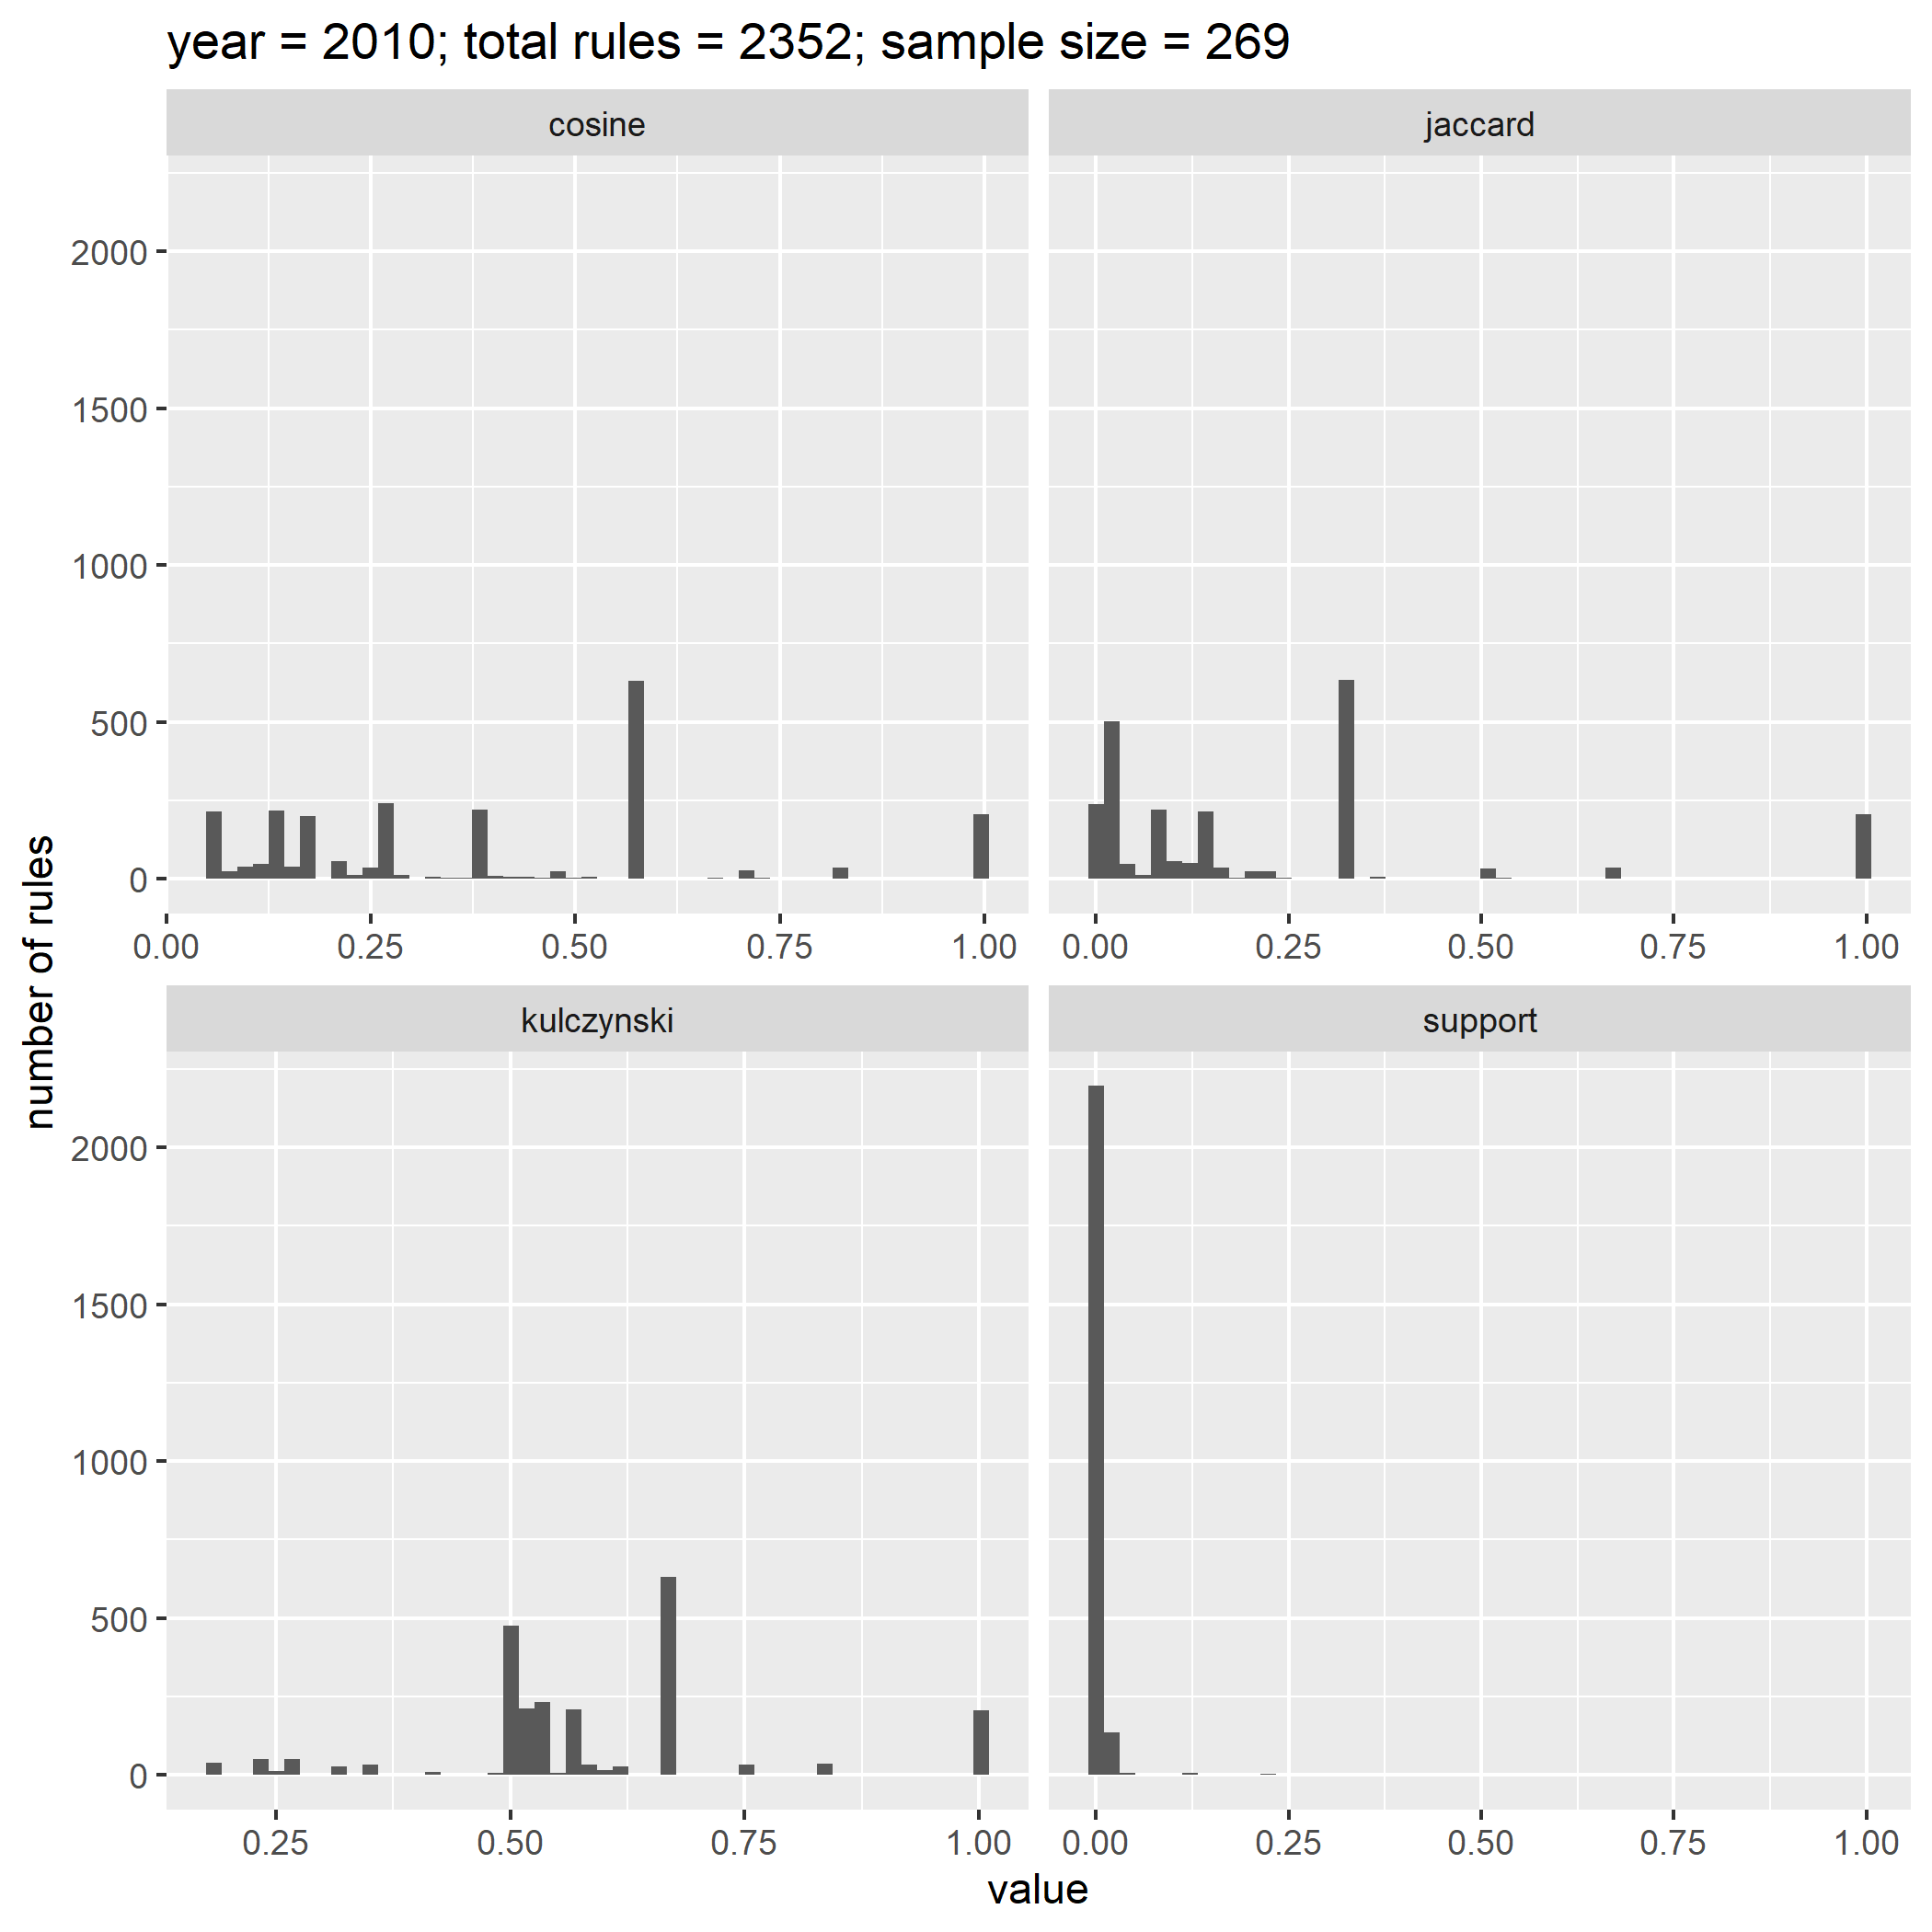 year = 2010; total rules = 2352; sample size = 269
cosine
jaccard
2000
1500
1000
500
0
0.00 0.25 0.50 0.75 1.00
0.00 0.25 0.50 0.75 1.00
number of rules
kulczynski
support
2000
1500
1000
500
0
0.25 0.50 0.75 1.00
0.00 0.25 0.50 0.75 1.00
value